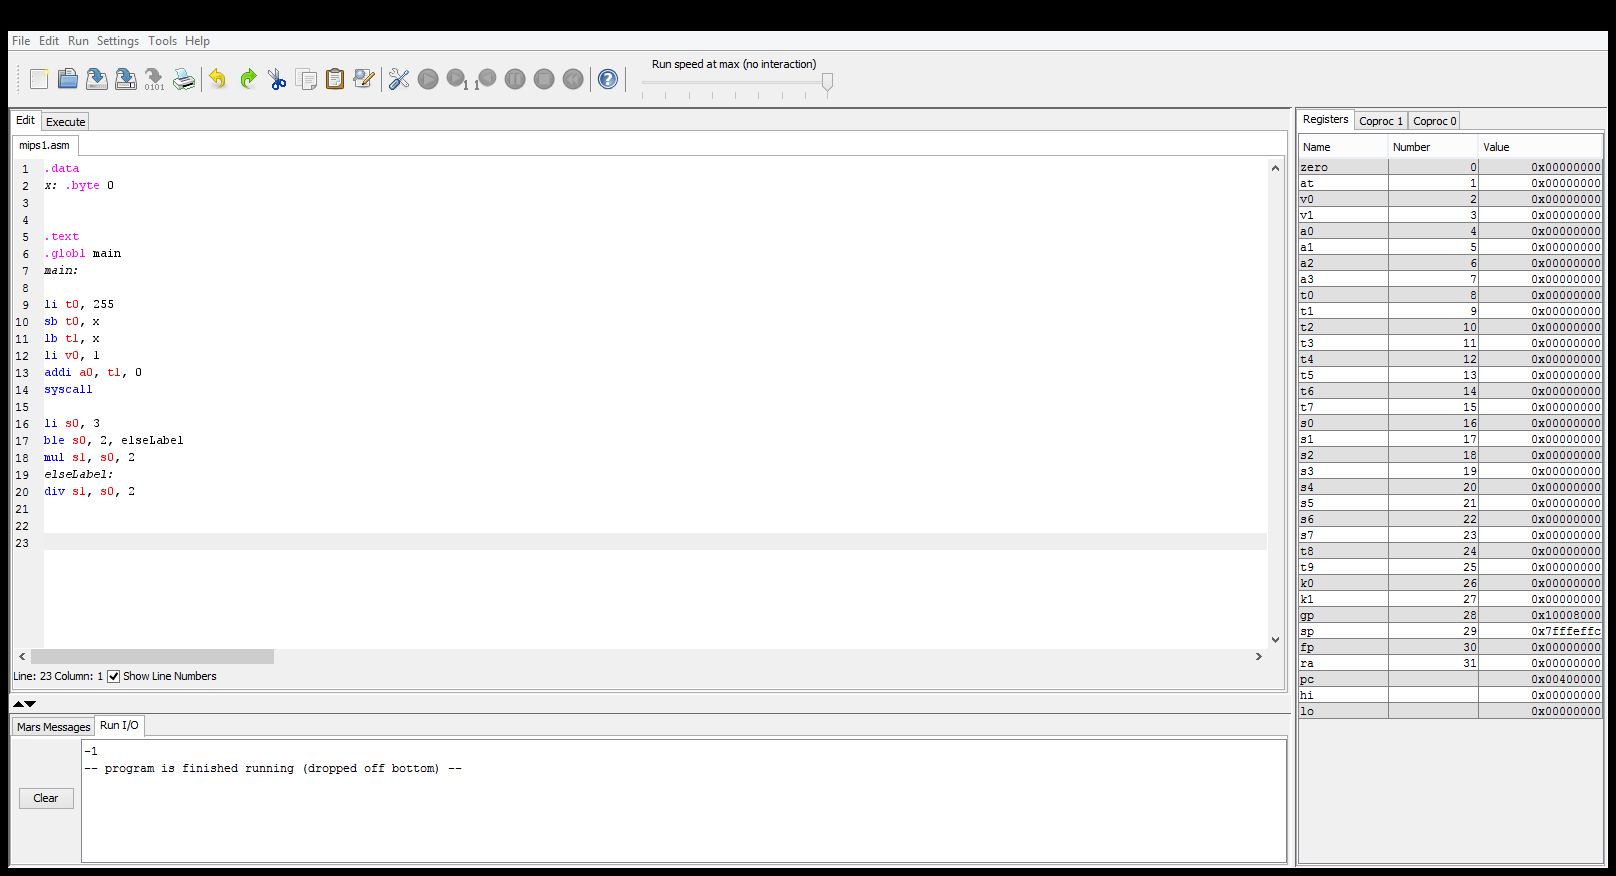 File Edit Run Settings Tools Help
Run speed at max (no interaction)
0101
1 1
Edit Execute
mips1.asm
1 .data
2 x: .byte 0
3
4
5 .text
6 .globl main
7 main:
8
9 li t0, 255
10 sb t0, x
11 lb t1, x
12 li v0, 1
13 addi a0, t1, 0
14 syscall
15
16 li s0, 3
17 ble s0, 2, elseLabel
18 mul s1, s0, 2
19 elseLabel:
20 div s1, s0, 2
21
22
23
Line: 23 Column: 1 Show Line Numbers
Mars Messages Run I/O
Clear
-1
-- program is finished running (dropped off bottom) --
Registers Coproc 1 Coproc 0
Name Number Value
zero 0 0x00000000
at 1 0x00000000
v0 2 0x00000000
v1 3 0x00000000
a0 4 0x00000000
a1 5 0x00000000
a2 6 0x00000000
a3 7 0x00000000
t0 8 0x00000000
t1 9 0x00000000
t2 10 0x00000000
t3 11 0x00000000
t4 12 0x00000000
t5 13 0x00000000
t6 14 0x00000000
t7 15 0x00000000
s0 16 0x00000000
s1 17 0x00000000
s2 18 0x00000000
s3 19 0x00000000
s4 20 0x00000000
s5 21 0x00000000
s6 22 0x00000000
s7 23 0x00000000
t8 24 0x00000000
t9 25 0x00000000
k0 26 0x00000000
k1 27 0x00000000
gp 28 0x10008000
sp 29 0x7fffeffc
fp 30 0x00000000
ra 31 0x00000000
pc 0x00400000
hi 0x00000000
lo 0x00000000